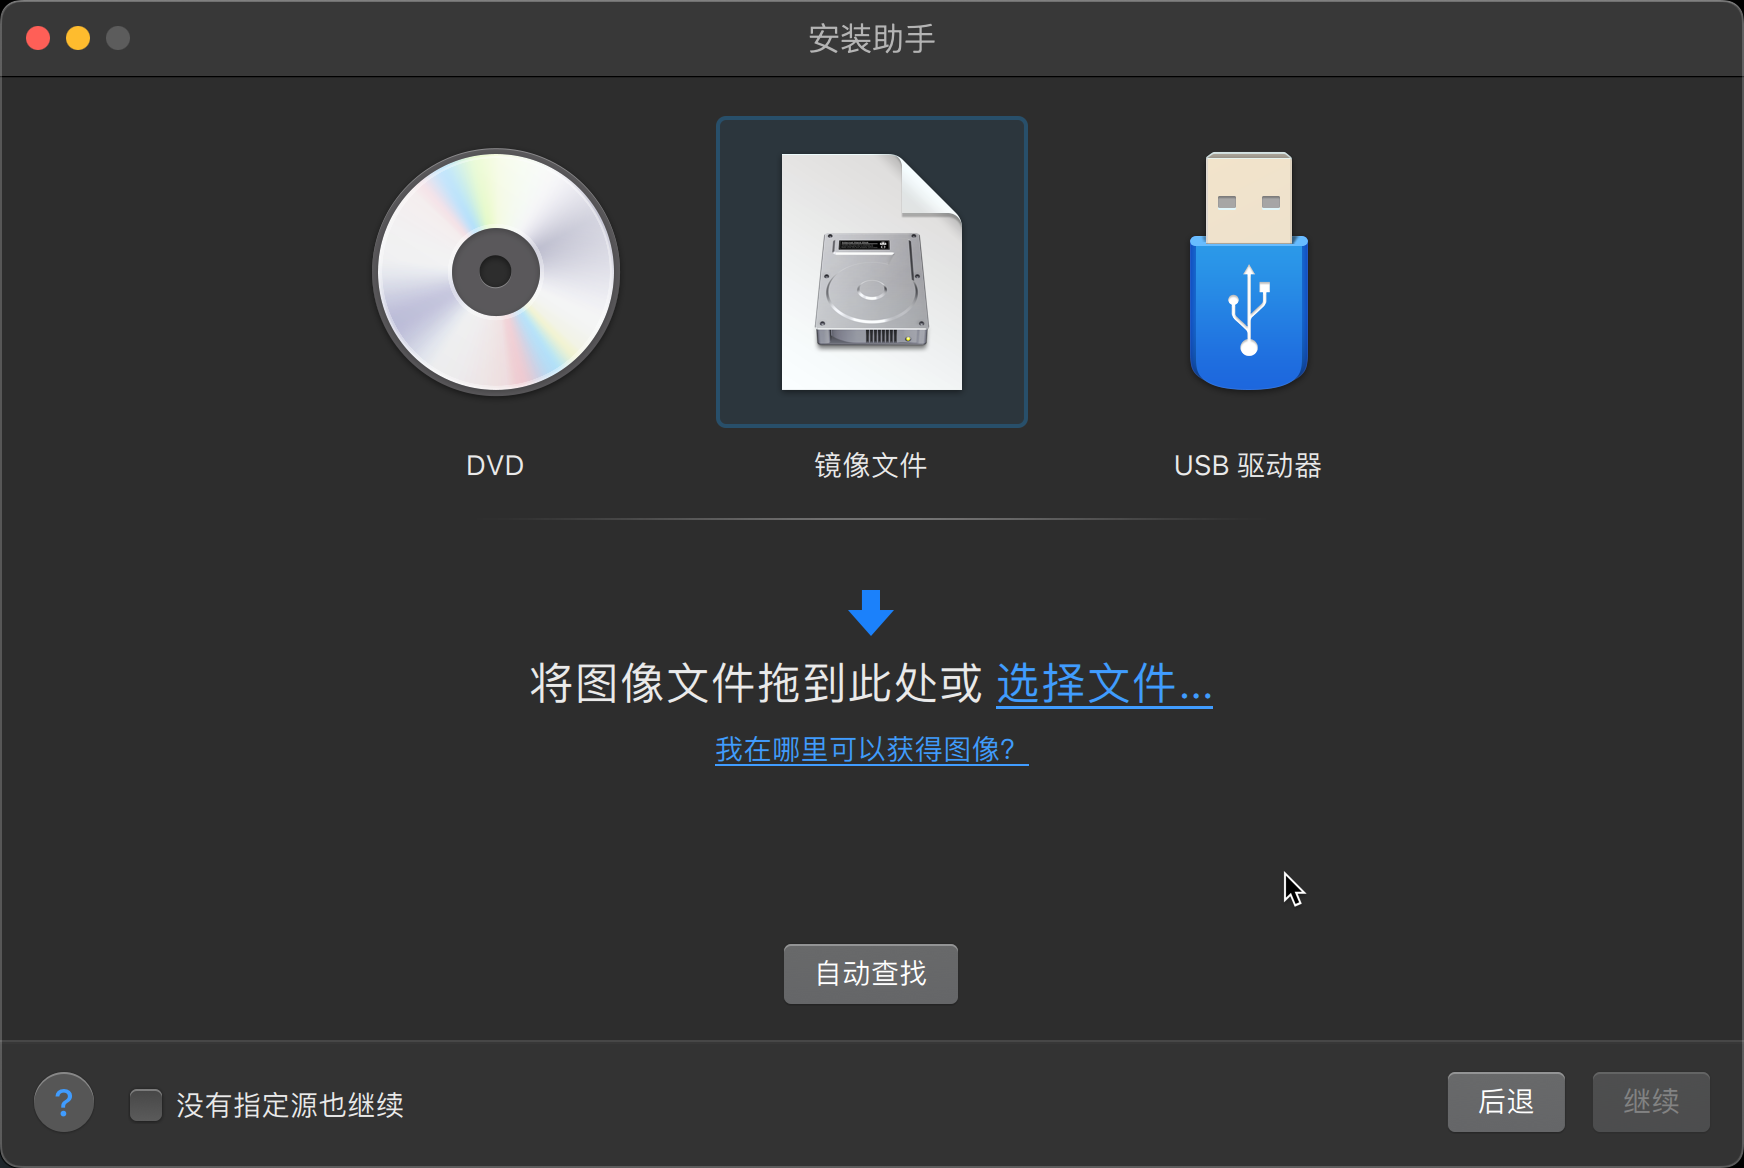 安装助手
DVD
镜像文件
USB 驱动器
将图像文件拖到此处或 选择文件...
我在哪里可以获得图像?
自动查找
?
没有指定源也继续
后退
继续